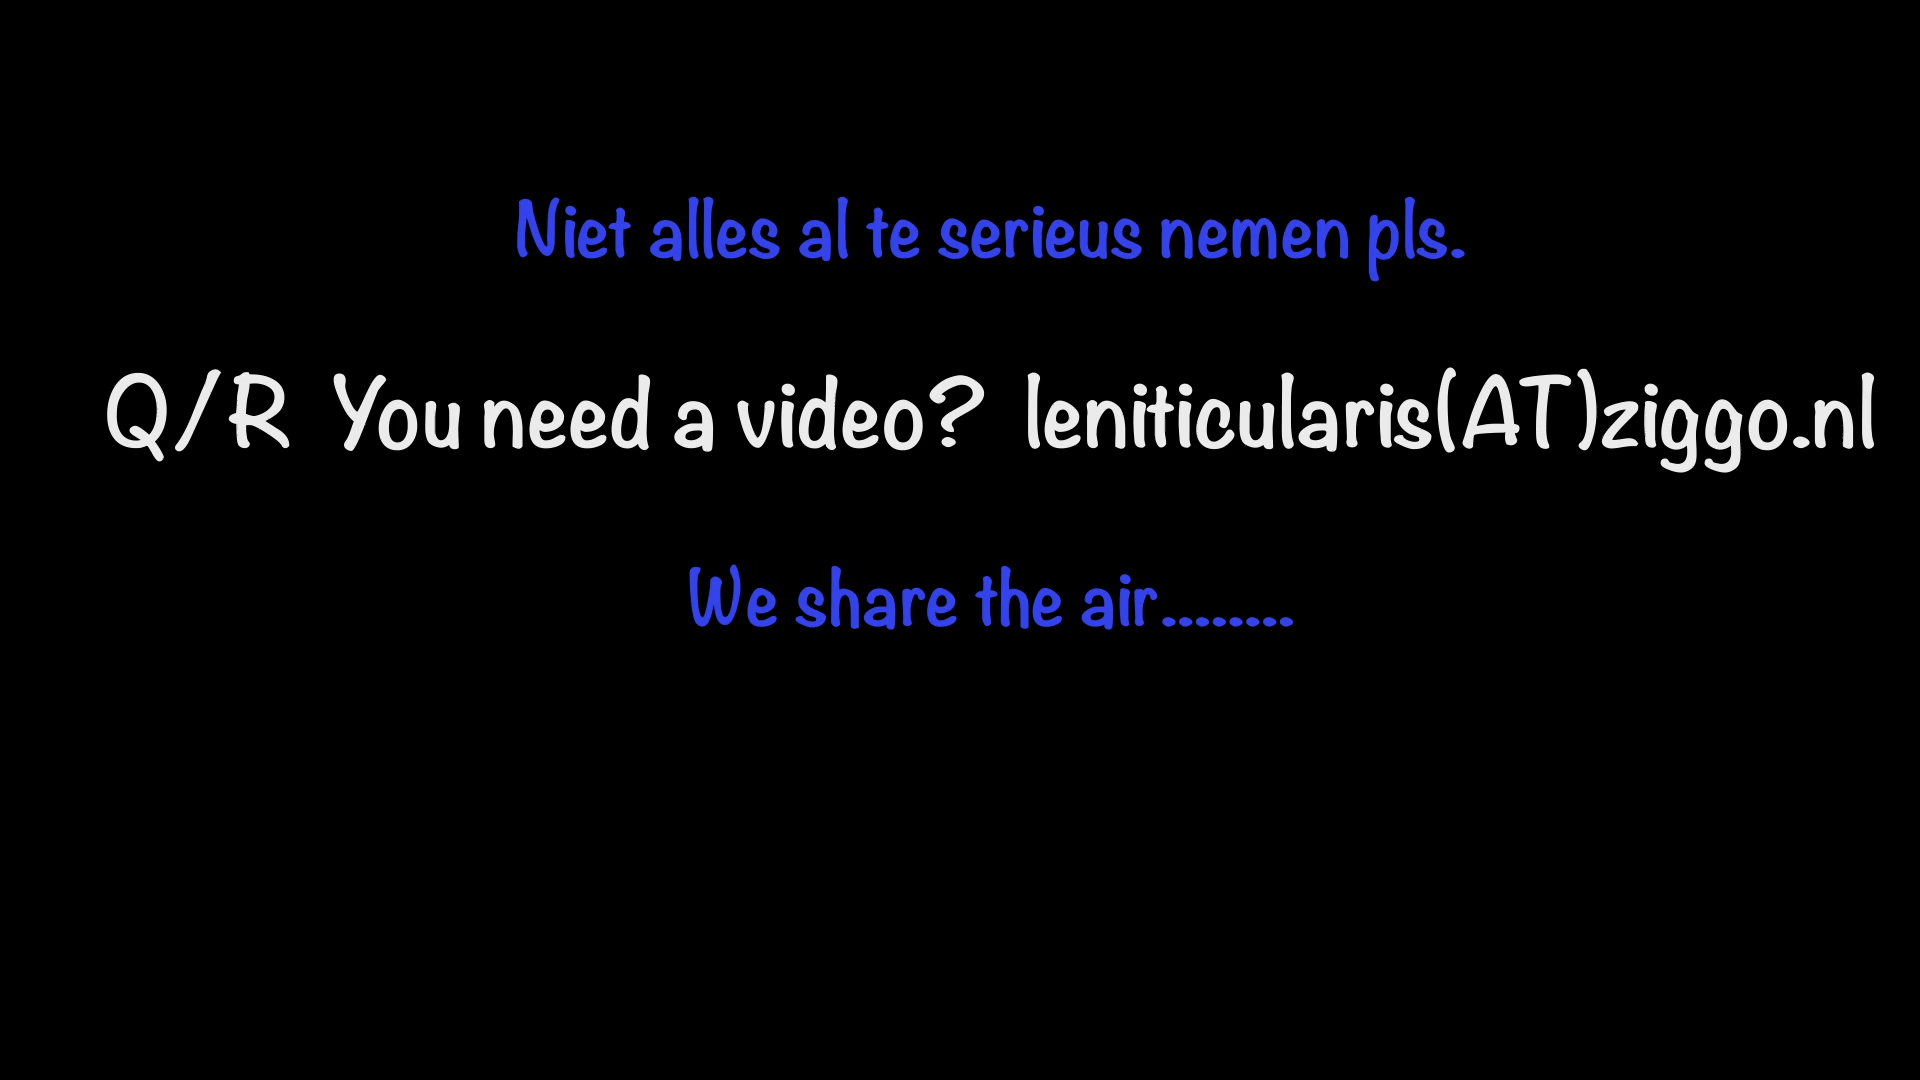 Niet alles al te serieus nemen pls.
Q/R You need a video? leniticularis(AT)ziggo.nl
We share the air........